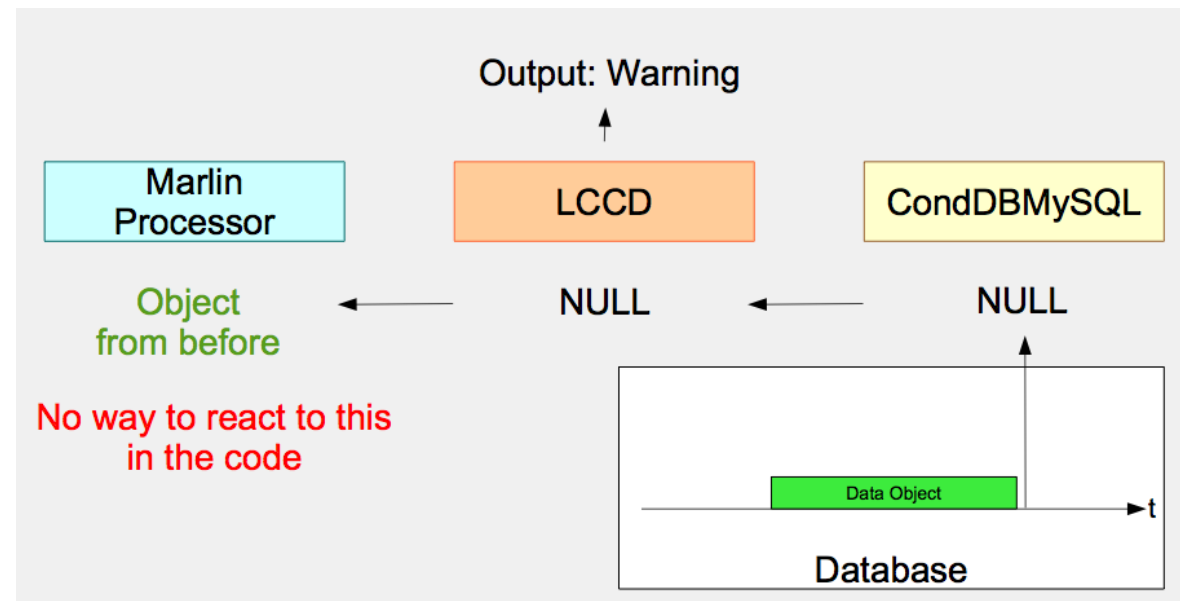 Output: Warning
Marlin
Processor
LCCD
CondDBMySQL
Object
from before
NULL
NULL
No way to react to this
in the code
Data Object
t
Database